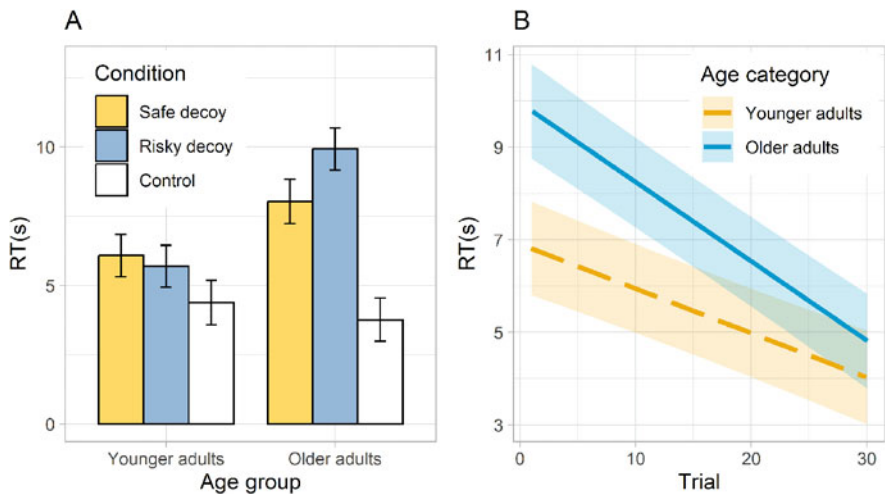 A
Condition
Safe decoy
Risky decoy
Control
RT(s)
10
5
0
Younger adults Older adults
Age group
B
Age category
Younger adults
Older adults
RT(s)
11
9
7
5
3
0 10 20 30
Trial